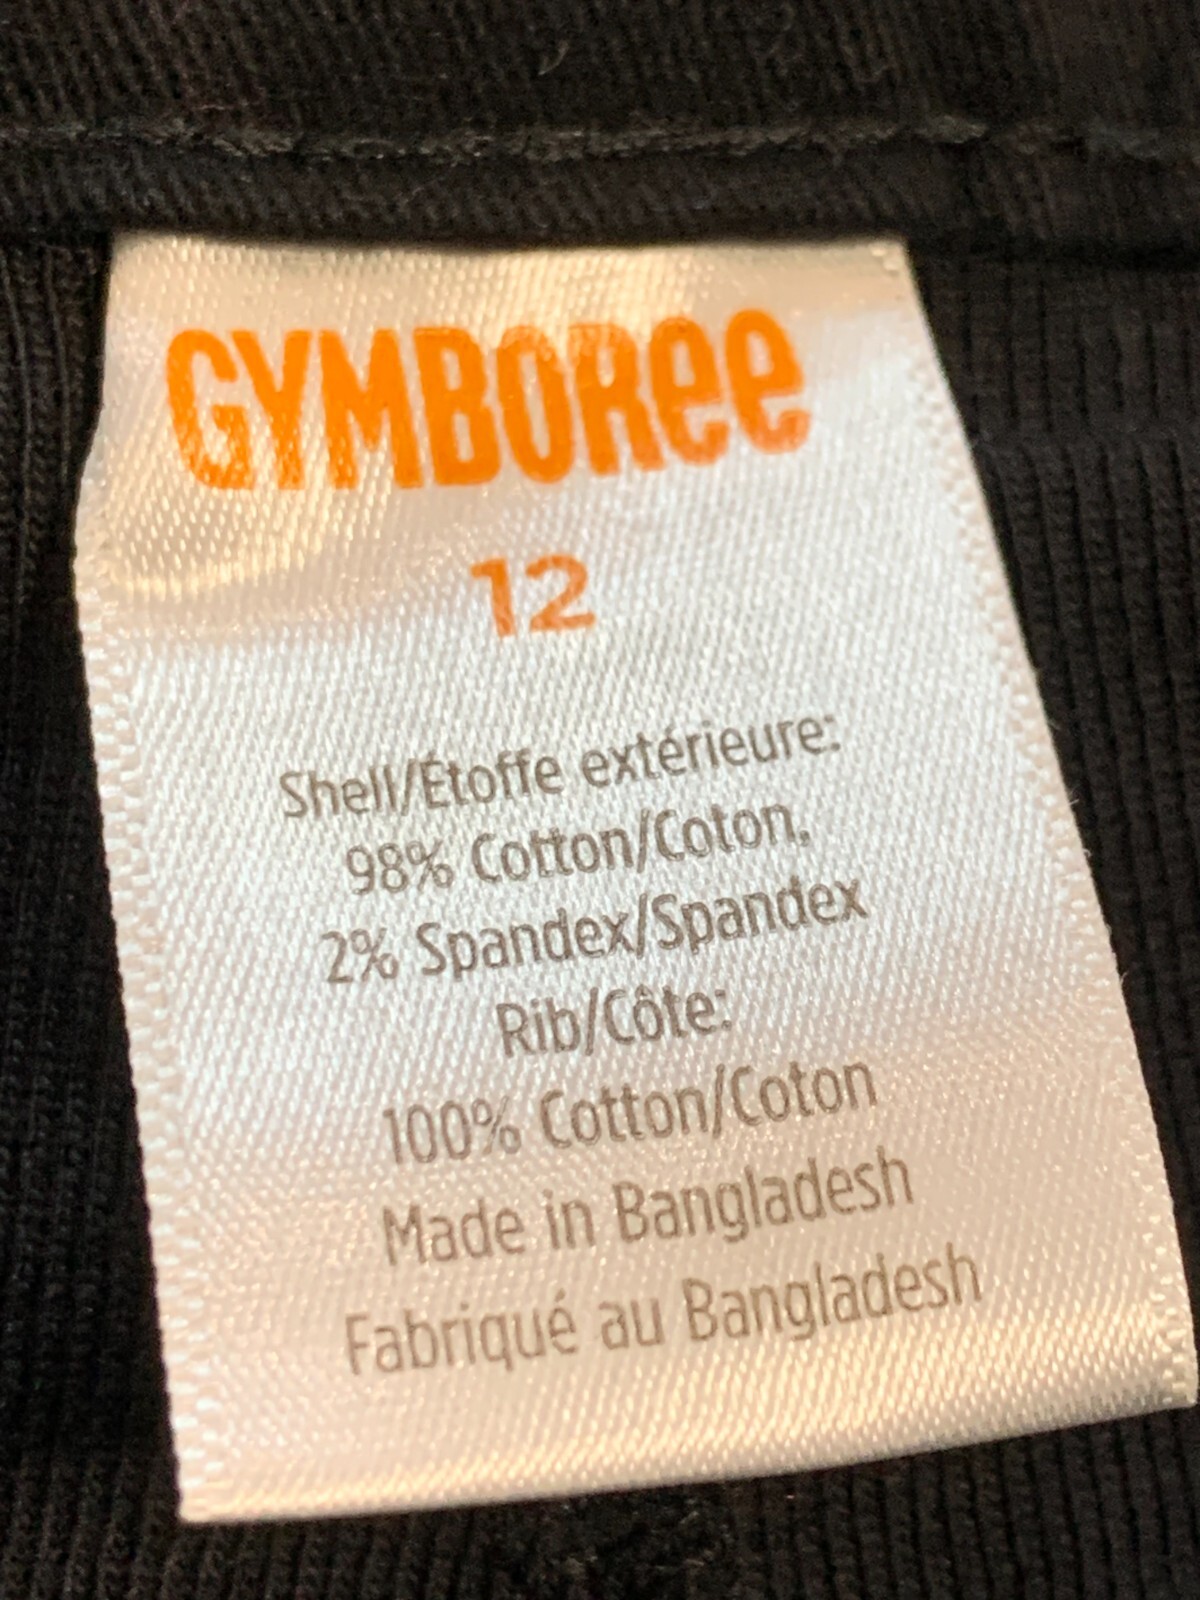 GYMBOREE
12
Shell/Étoffe extérieure:
98% Cotton/Coton,
2% Spandex/Spandex
Rib/Côte:
100% Cotton/Coton
Made in Bangladesh
Fabriqué au Bangladesh